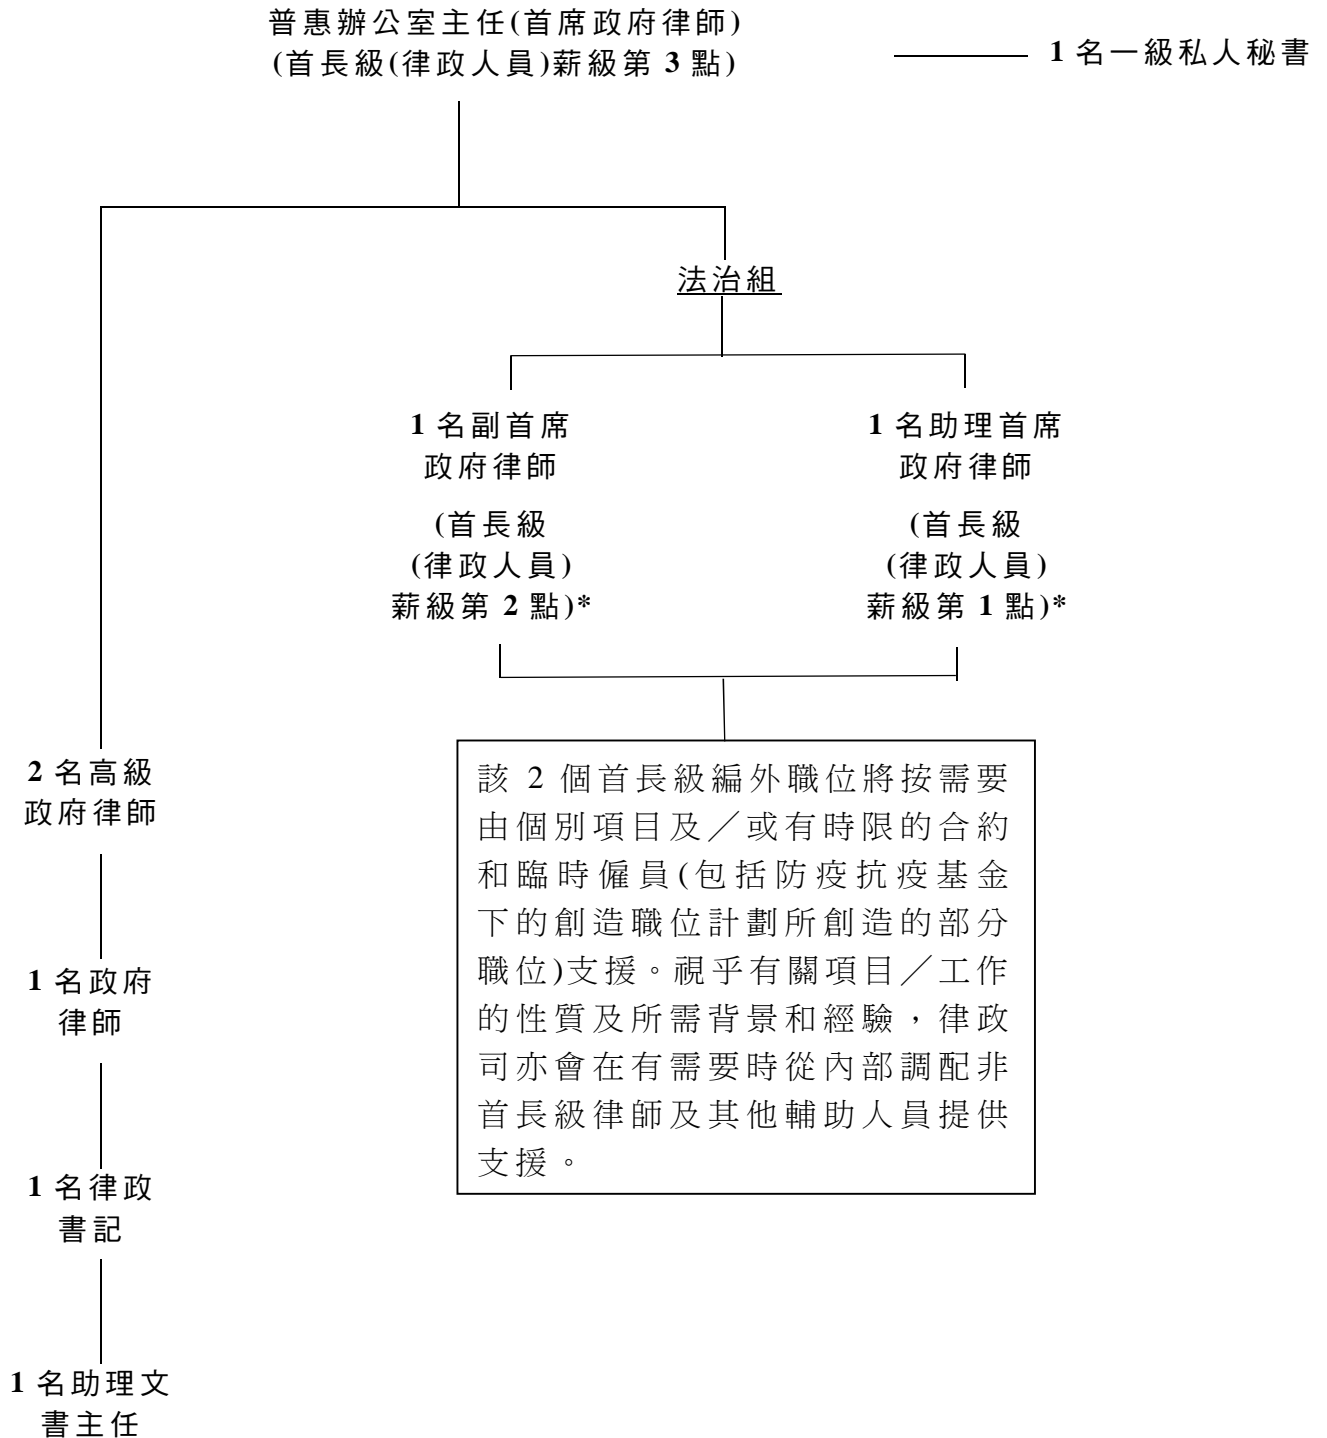 普惠辦公室主任(首席政府律師)
(首長級(律政人員)薪級第 3 點)
1 名一級私人秘書
法治組
1 名副首席
政府律師
(首長級
(律政人員)
薪級第 2 點)*
1 名助理首席
政府律師
(首長級
(律政人員)
薪級第 1 點)*
該 2 個首長級編外職位將按需要
由個別項目及／或有時限的合約
和臨時僱員(包括防疫抗疫基金
下的創造職位計劃所創造的部分
職位)支援。視乎有關項目／工作
的性質及所需背景和經驗，律政
司亦會在有需要時從內部調配非
首長級律師及其他輔助人員提供
支援。
2 名高級
政府律師
1 名政府
律師
1 名律政
書記
1 名助理文
書主任